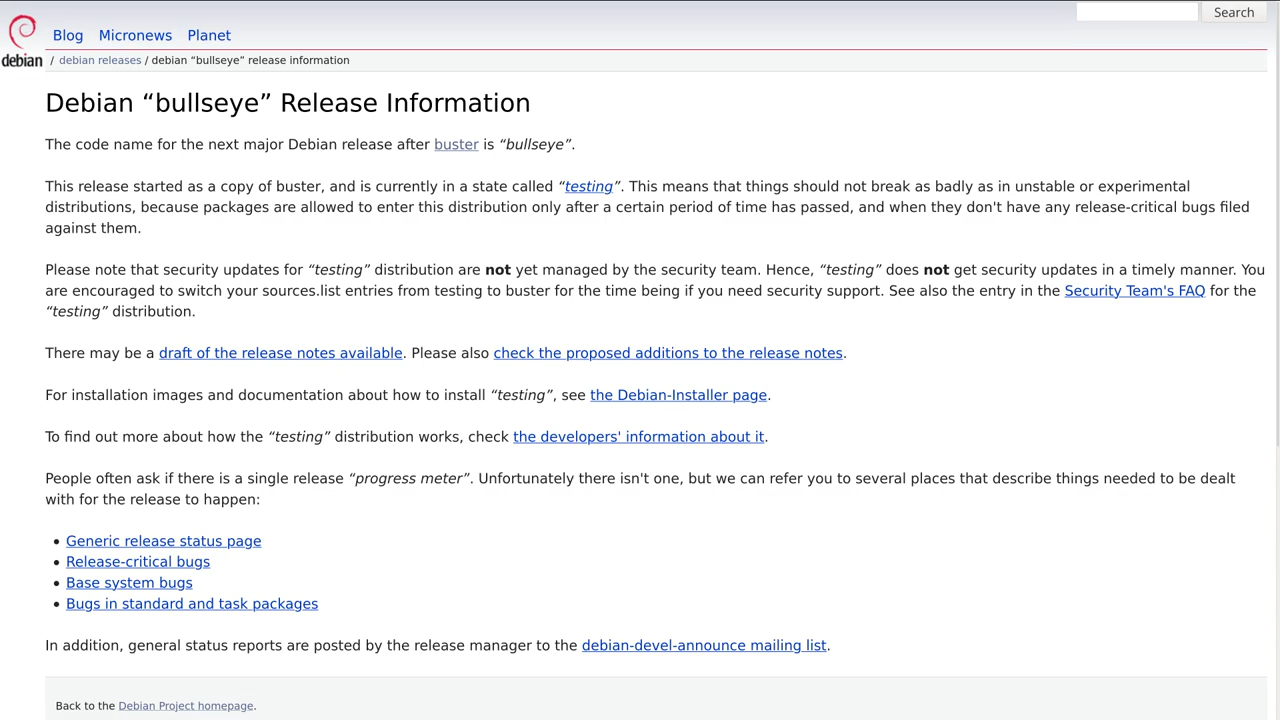 Search
Blog Micronews Planet
debian / debian releases / debian “bullseye” release information
Debian “bullseye” Release Information
The code name for the next major Debian release after buster is “bullseye”.
This release started as a copy of buster, and is currently in a state called “testing”. This means that things should not break as badly as in unstable or experimental
distributions, because packages are allowed to enter this distribution only after a certain period of time has passed, and when they don't have any release-critical bugs filed
against them.
Please note that security updates for “testing” distribution are not yet managed by the security team. Hence, “testing” does not get security updates in a timely manner. You
are encouraged to switch your sources.list entries from testing to buster for the time being if you need security support. See also the entry in the Security Team's FAQ for the
“testing” distribution.
There may be a draft of the release notes available. Please also check the proposed additions to the release notes.
For installation images and documentation about how to install “testing”, see the Debian-Installer page.
To find out more about how the “testing” distribution works, check the developers' information about it.
People often ask if there is a single release “progress meter”. Unfortunately there isn't one, but we can refer you to several places that describe things needed to be dealt
with for the release to happen:
• Generic release status page
• Release-critical bugs
• Base system bugs
• Bugs in standard and task packages
In addition, general status reports are posted by the release manager to the debian-devel-announce mailing list.
Back to the Debian Project homepage.